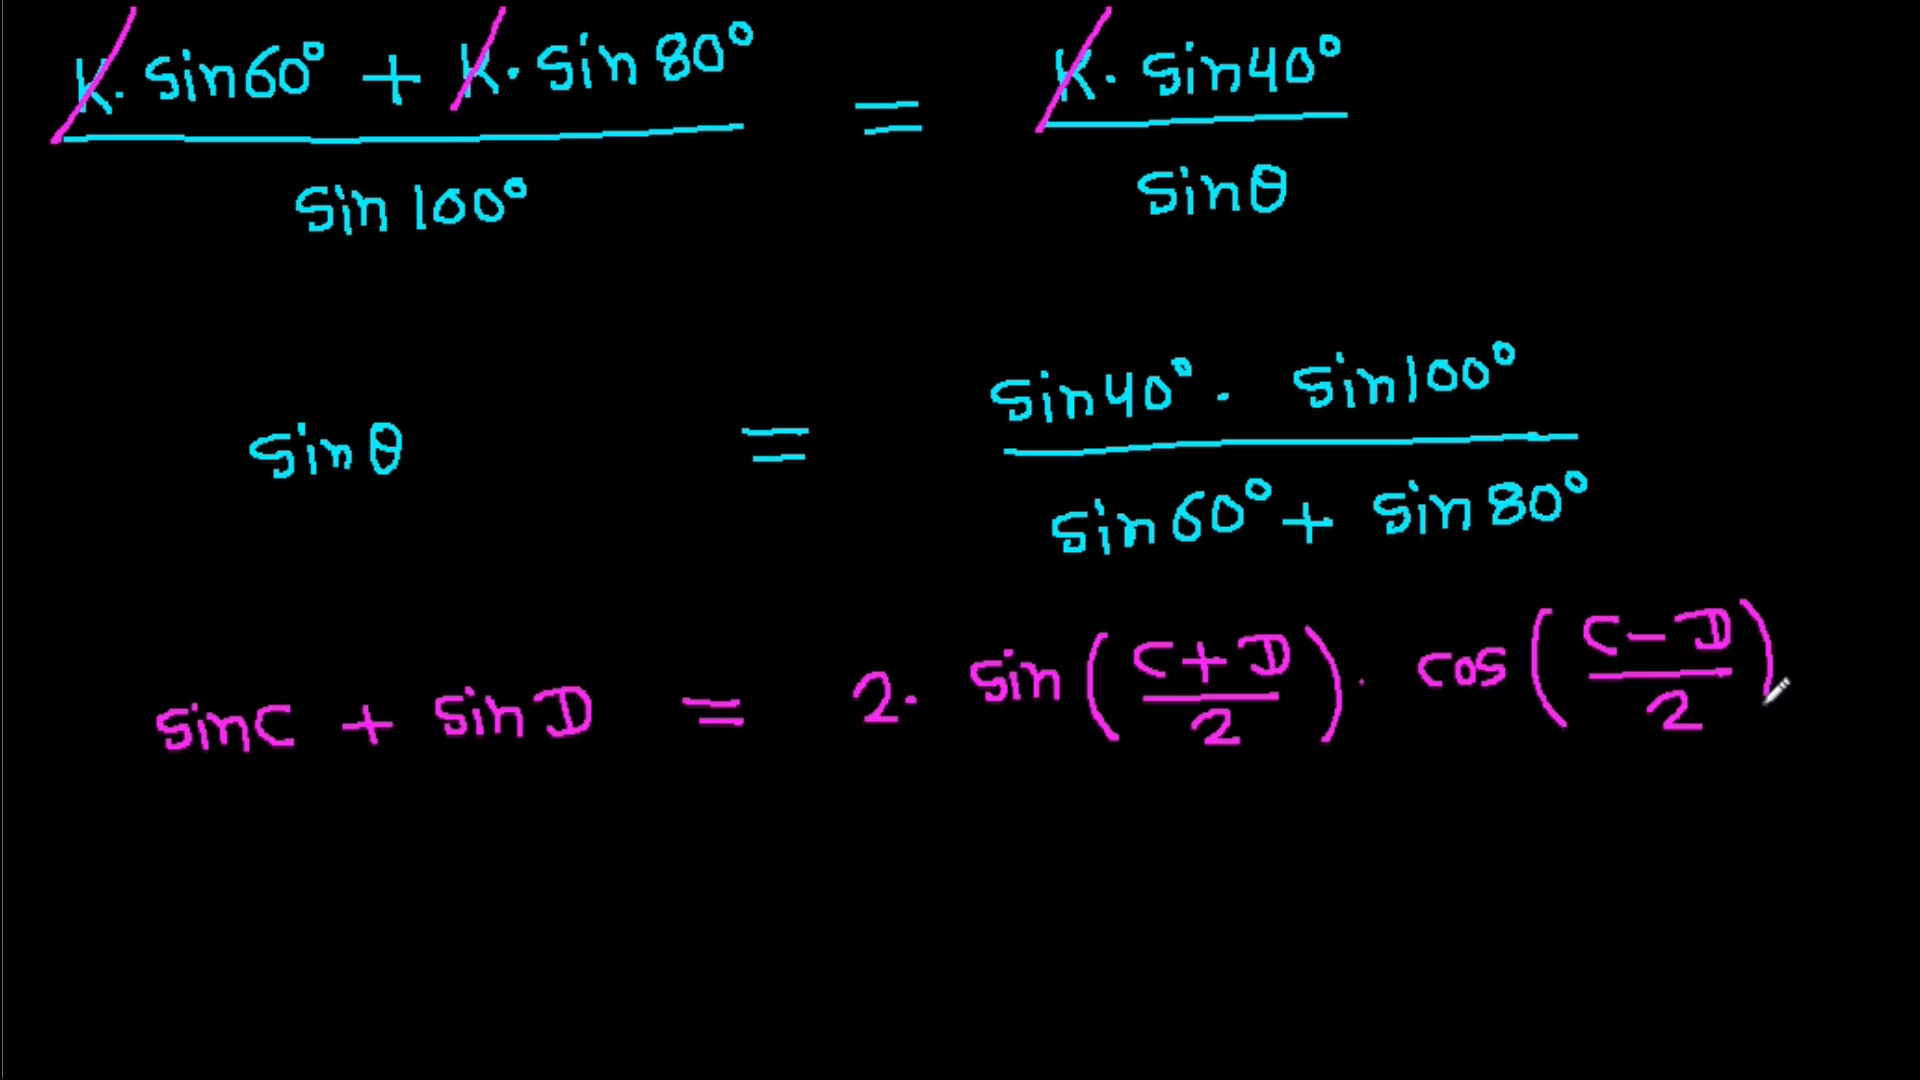 K. sin60° + K. sin 80° = K. sin40°
sin 100° sinθ
sin40° . sin100°
sinθ =
sin60° + sin 80°
sinC + sinD = 2. sin(C+D/2) . cos(C-D/2)